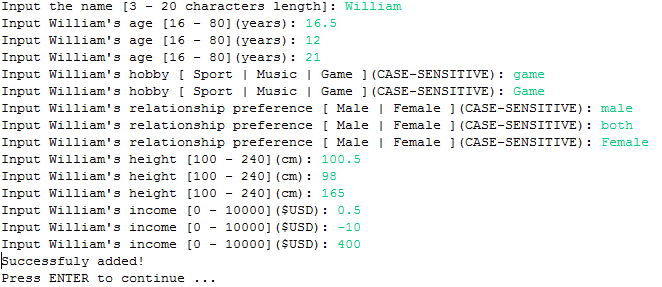 Input the name [3 - 20 characters length]: William
Input William's age [16 - 80](years): 16.5
Input William's age [16 - 80](years): 12
Input William's age [16 - 80](years): 21
Input William's hobby [ Sport | Music | Game ](CASE-SENSITIVE): game
Input William's hobby [ Sport | Music | Game ](CASE-SENSITIVE): Game
Input William's relationship preference [ Male | Female ](CASE-SENSITIVE): male
Input William's relationship preference [ Male | Female ](CASE-SENSITIVE): both
Input William's relationship preference [ Male | Female ](CASE-SENSITIVE): Female
Input William's height [100 - 240](cm): 100.5
Input William's height [100 - 240](cm): 98
Input William's height [100 - 240](cm): 165
Input William's income [0 - 10000]($USD): 0.5
Input William's income [0 - 10000]($USD): -10
Input William's income [0 - 10000]($USD): 400
Successfuly added!
Press ENTER to continue ...